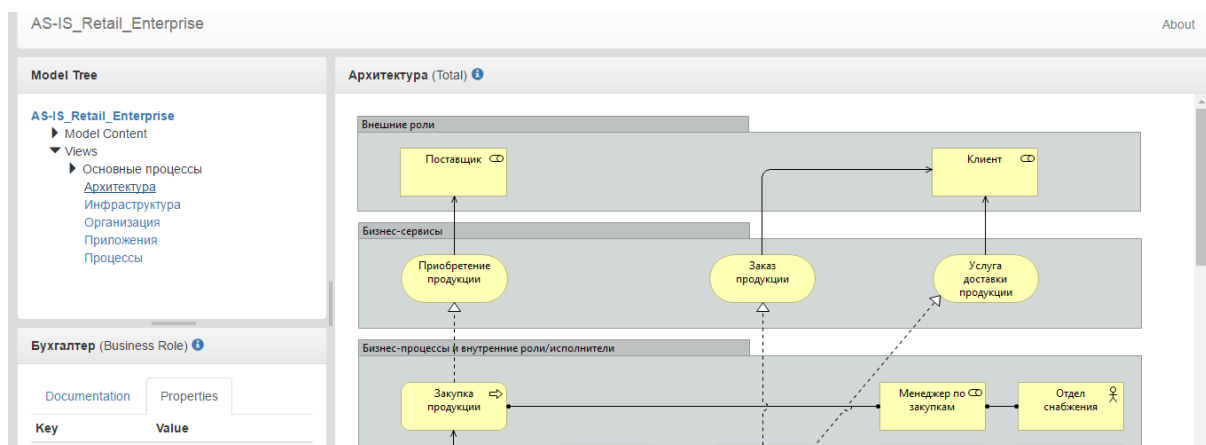 AS-IS_Retail_Enterprise
About
Model Tree
AS-IS_Retail_Enterprise
Model Content
Views
Основные процессы
Архитектура
Инфраструктура
Организация
Приложения
Процессы
Бухгалтер (Business Role)
Documentation
Properties
Key
Value
Архитектура (Total)
Внешние роли
Поставщик
Клиент
Бизнес-сервисы
Приобретение
продукции
Заказ
продукции
Услуга
доставки
продукции
Бизнес-процессы и внутренние роли/исполнители
Закупка
продукции
Менеджер по
закупкам
Отдел
снабжения